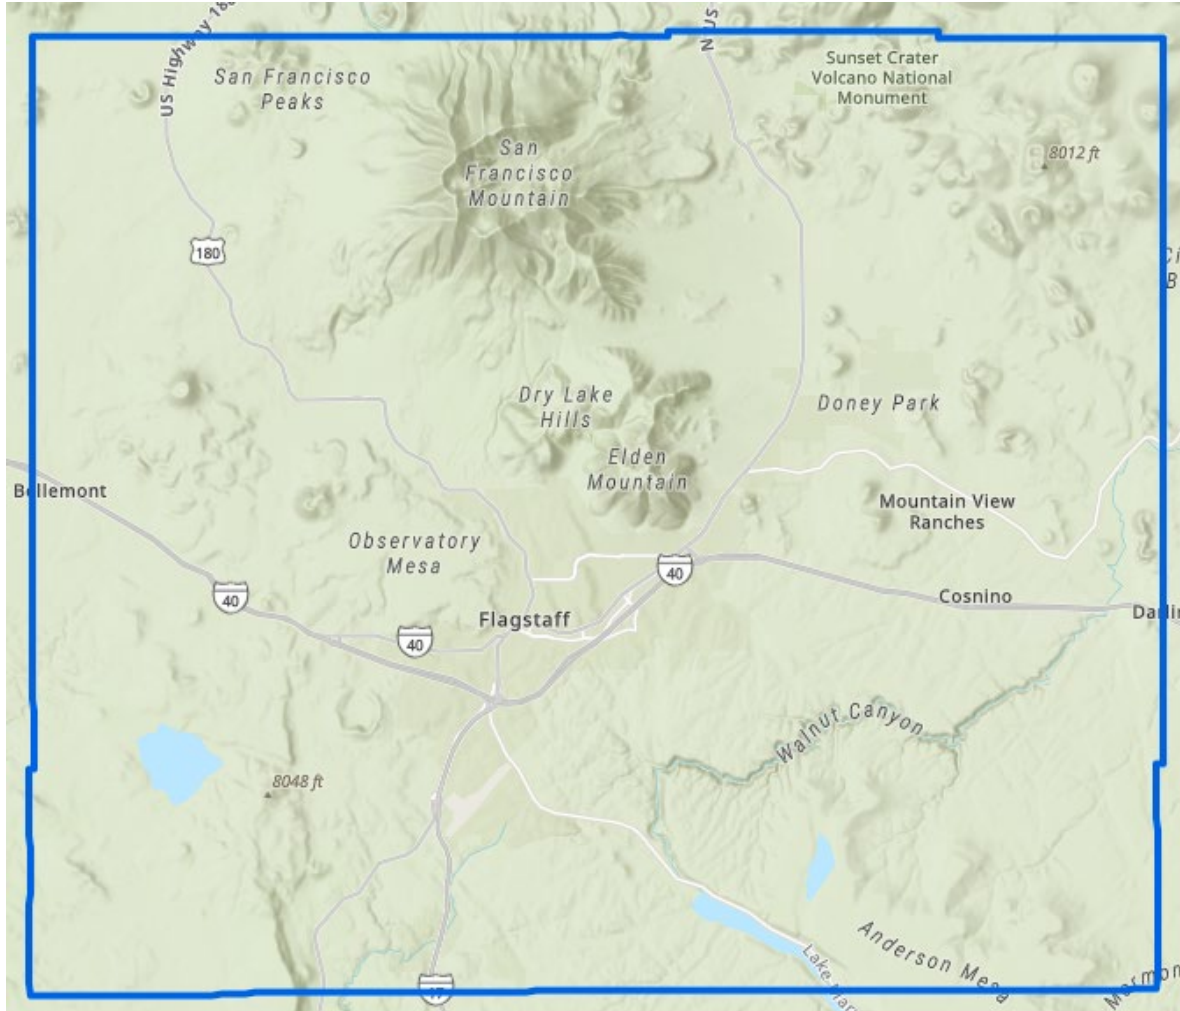 US Highway 180
N US
San Francisco
Peaks
Sunset Crater
Volcano National
Monument
San
Francisco
Mountain
8012 ft
180
Dry Lake
Hills
Doney Park
Elden
Mountain
Bellemont
Mountain View
Ranches
Observatory
Mesa
40
40
Cosnino
Flagstaff
40
Walnut Canyon
8048 ft
Anderson Mesa
17